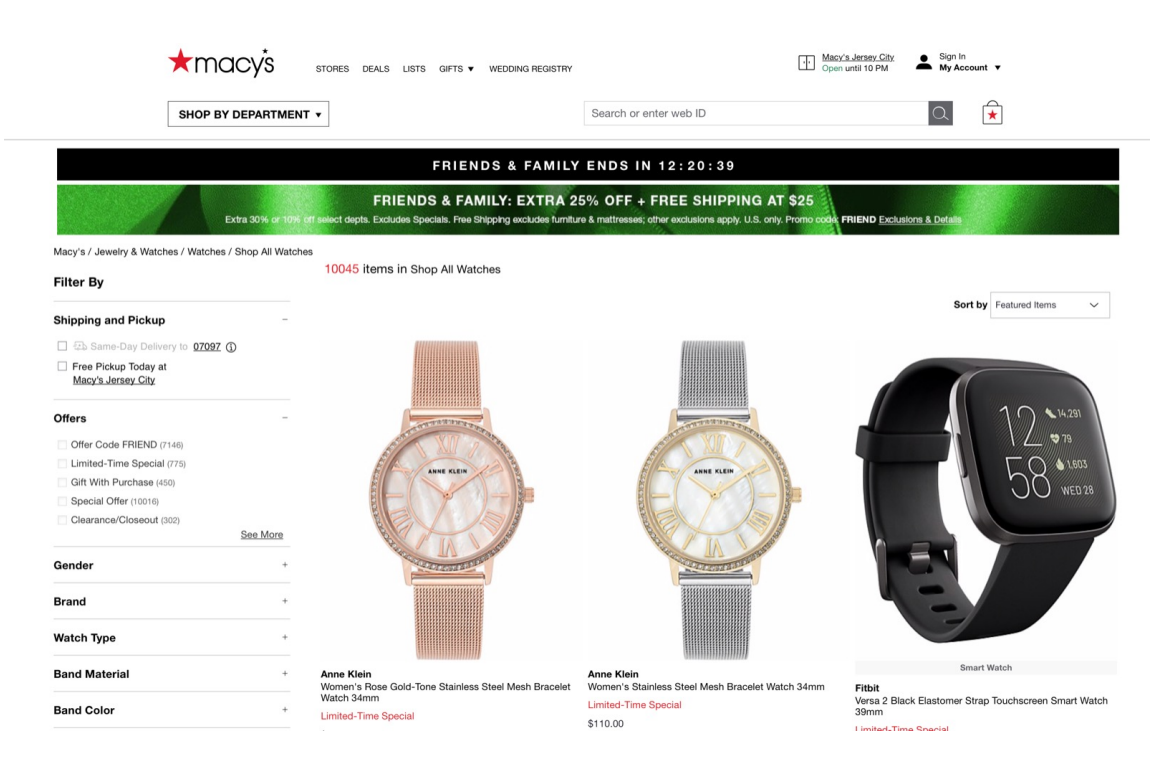 macy's
STORES DEALS LISTS GIFTS ▼ WEDDING REGISTRY
Macy's Jersey City
Open until 10 PM
Sign In
My Account ▼
SHOP BY DEPARTMENT ▼
Search or enter web ID
FRIENDS & FAMILY ENDS IN 12:20:39
FRIENDS & FAMILY: EXTRA 25% OFF + FREE SHIPPING AT $25
Extra 30% or 10% off select depts. Excludes Specials. Free Shipping excludes furniture & mattresses; other exclusions apply. U.S. only. Promo code: FRIEND Exclusions & Details
Macy's / Jewelry & Watches / Watches / Shop All Watches
10045 items in Shop All Watches
Filter By
Sort by Featured Items
Shipping and Pickup −
Same-Day Delivery to 07097
Free Pickup Today at
Macy's Jersey City
Offers −
Offer Code FRIEND (7146)
Limited-Time Special (775)
Gift With Purchase (450)
Special Offer (10016)
Clearance/Closeout (302)
See More
Gender +
Brand +
Watch Type +
Band Material +
Band Color +
ANNE KLEIN
Anne Klein
Women's Rose Gold-Tone Stainless Steel Mesh Bracelet
Watch 34mm
Limited-Time Special
ANNE KLEIN
Anne Klein
Women's Stainless Steel Mesh Bracelet Watch 34mm
Limited-Time Special
$110.00
12
58
14,291
79
1,603
WED 28
Smart Watch
Fitbit
Versa 2 Black Elastomer Strap Touchscreen Smart Watch
39mm
Limited-Time Special